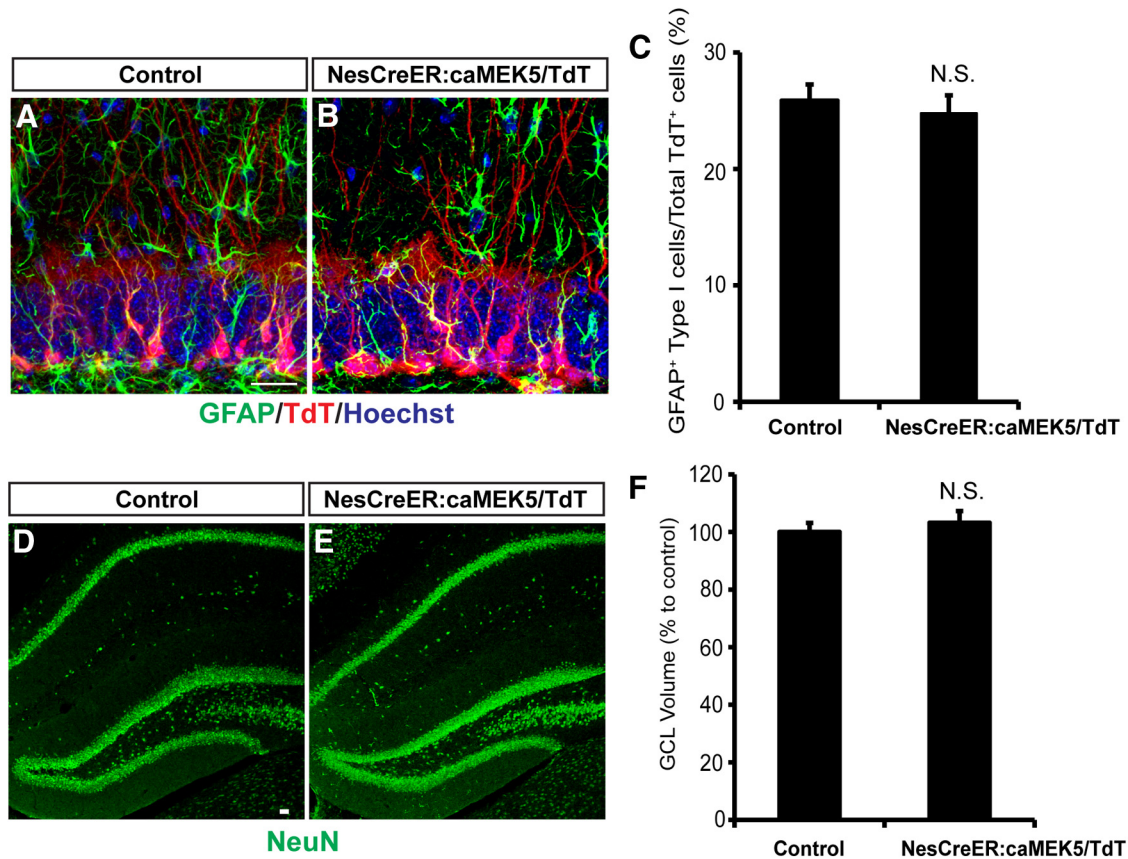 Control
NesCreER:caMEK5/TdT
A
B
GFAP/TdT/Hoechst
C
GFAP⁺ Type I cells/Total TdT⁺ cells (%)
30
20
10
0
N.S.
Control
NesCreER:caMEK5/TdT
Control
NesCreER:caMEK5/TdT
D
E
NeuN
F
GCL Volume (% to control)
120
100
80
60
40
20
0
N.S.
Control
NesCreER:caMEK5/TdT